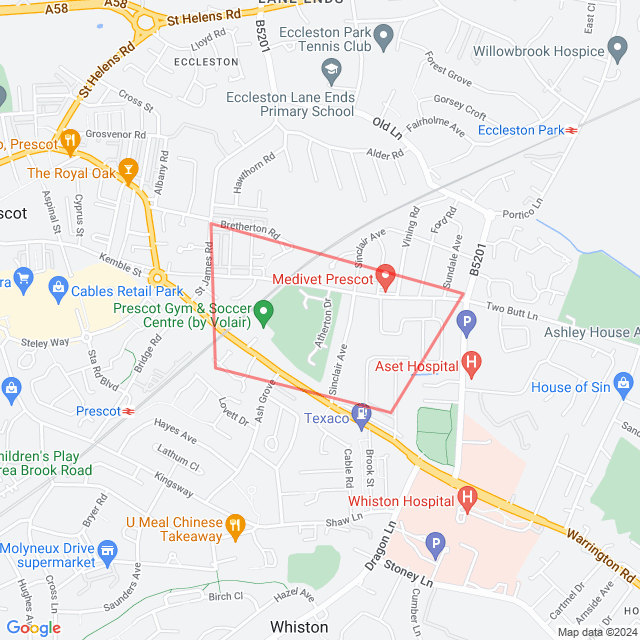 A58
A58
LANE ENDS
St Helens Rd
Lloyd Rd
B5201
Eccleston Park
Tennis Club
East Cl
Willowbrook Hospice
ECCLESTON
St Helens Rd
Forest Grove
Eccleston Lane Ends
Primary School
Gorsey Croft
Cross St
Old Ln
Fairholme Ave
Eccleston Park
Grosvenor Rd
o, Prescot
Alder Rd
Hawthorn Rd
The Royal Oak
Albany Rd
Aspinal St
Cyprus St
scot
Portico Ln
Bretherton Rd
Vining Rd
Ford Rd
Sinclair Ave
Sundale Ave
B5201
St James Rd
Kemble St
ra
Cables Retail Park
Medivet Prescot
Prescot Gym & Soccer
Centre (by Volair)
Atherton Dr
Two Butt Ln
P
Ashley House A
Steley Way
Sta Rd
Blvd
Bridge Rd
Sinclair Ave
Aset Hospital
H
House of Sin
Prescot
Lovett Dr
Ash Grove
Texaco
Hayes Ave
hildren's Play
rea Brook Road
Lathum Cl
Kingsway
Cable Rd
Brook St
Whiston Hospital
H
Bryer Rd
U Meal Chinese
Takeaway
Shaw Ln
Dragon Ln
P
Warrington Rd
Molyneux Drive
supermarket
Stoney Ln
Saunders Ave
Birch Cl
Hazel Ave
Cross Ln
Hughes Ave
Cumber Ln
Cartmel Dr
Arnside Ave
HO
Whiston
Google
Map data ©2024